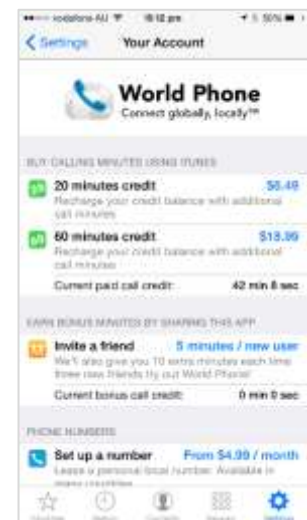 vodafone AU
50%
Settings
Your Account
World Phone
Connect globally, locally™
BUY CALLING MINUTES USING ITUNES
20 minutes credit
$6.49
Recharge your credit balance with additional
call minutes
60 minutes credit
Recharge your credit balance with additional
call minutes
Current paid call credit:
42 min 8 sec
EARN BONUS MINUTES BY SHARING THIS APP
Invite a friend
5 minutes / new user
We'll also give you 10 extra minutes each time
three new friends try out World Phone!
Current bonus call credit:
0 min 0 sec
PHONE NUMBERS
Set up a number
From $4.99 / month
Lease a personal local number. Available in
many countries
Settings